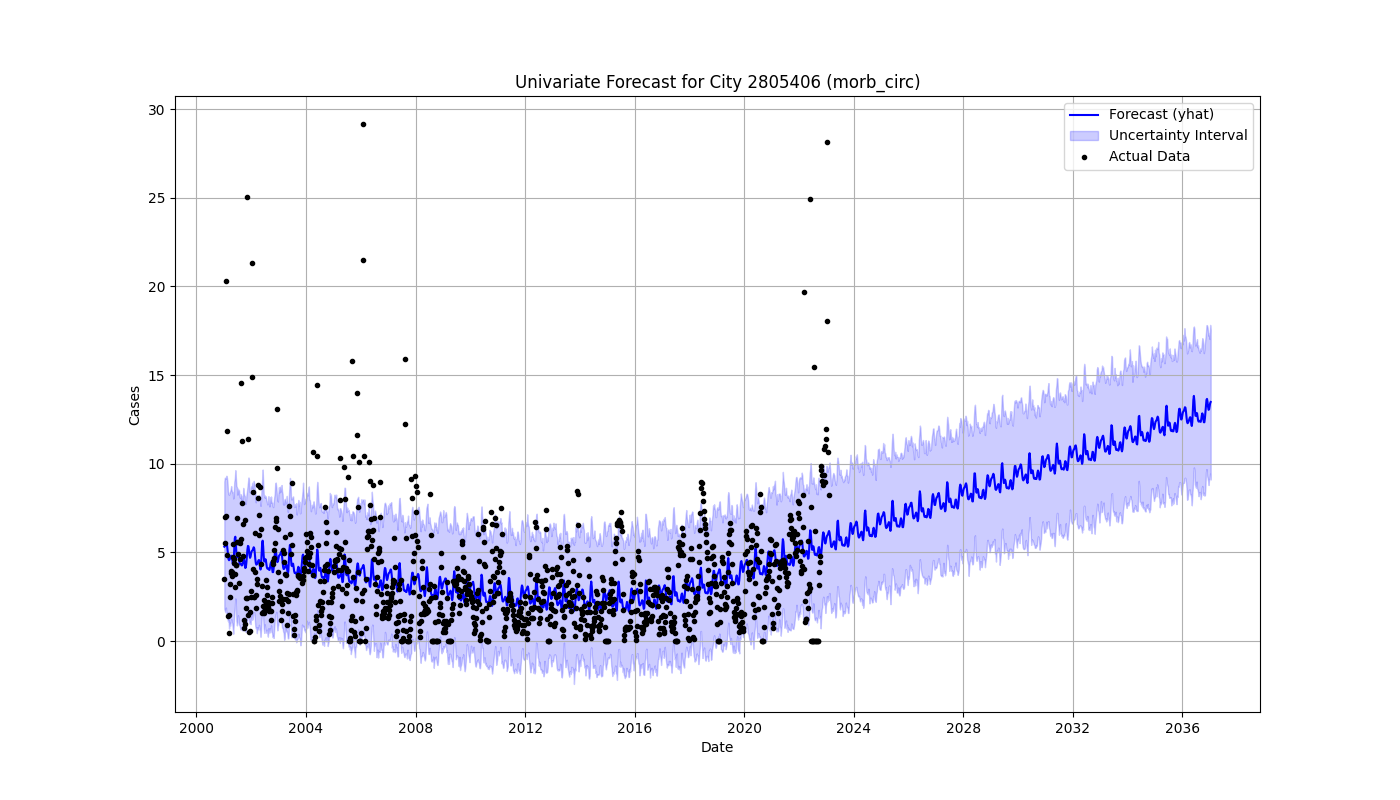 Univariate Forecast for City 2805406 (morb_circ)
Forecast (yhat)
Uncertainty Interval
Actual Data
30
25
20
15
10
5
0
Cases
2000 2004 2008 2012 2016 2020 2024 2028 2032 2036
Date